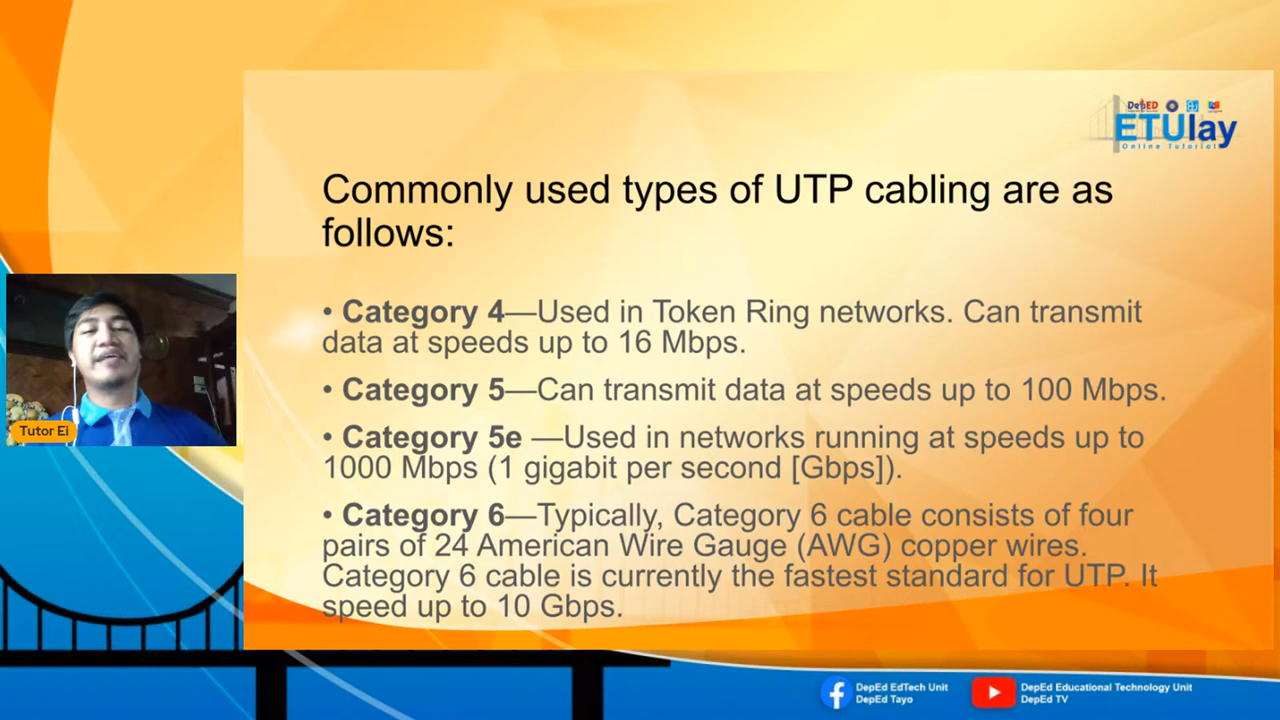 DepED
ETUlay
Online Tutorial
Commonly used types of UTP cabling are as
follows:
• Category 4—Used in Token Ring networks. Can transmit
data at speeds up to 16 Mbps.
• Category 5—Can transmit data at speeds up to 100 Mbps.
• Category 5e —Used in networks running at speeds up to
1000 Mbps (1 gigabit per second [Gbps]).
• Category 6—Typically, Category 6 cable consists of four
pairs of 24 American Wire Gauge (AWG) copper wires.
Category 6 cable is currently the fastest standard for UTP. It
speed up to 10 Gbps.
Tutor Ei
DepEd EdTech Unit
DepEd Tayo
DepEd Educational Technology Unit
DepEd TV